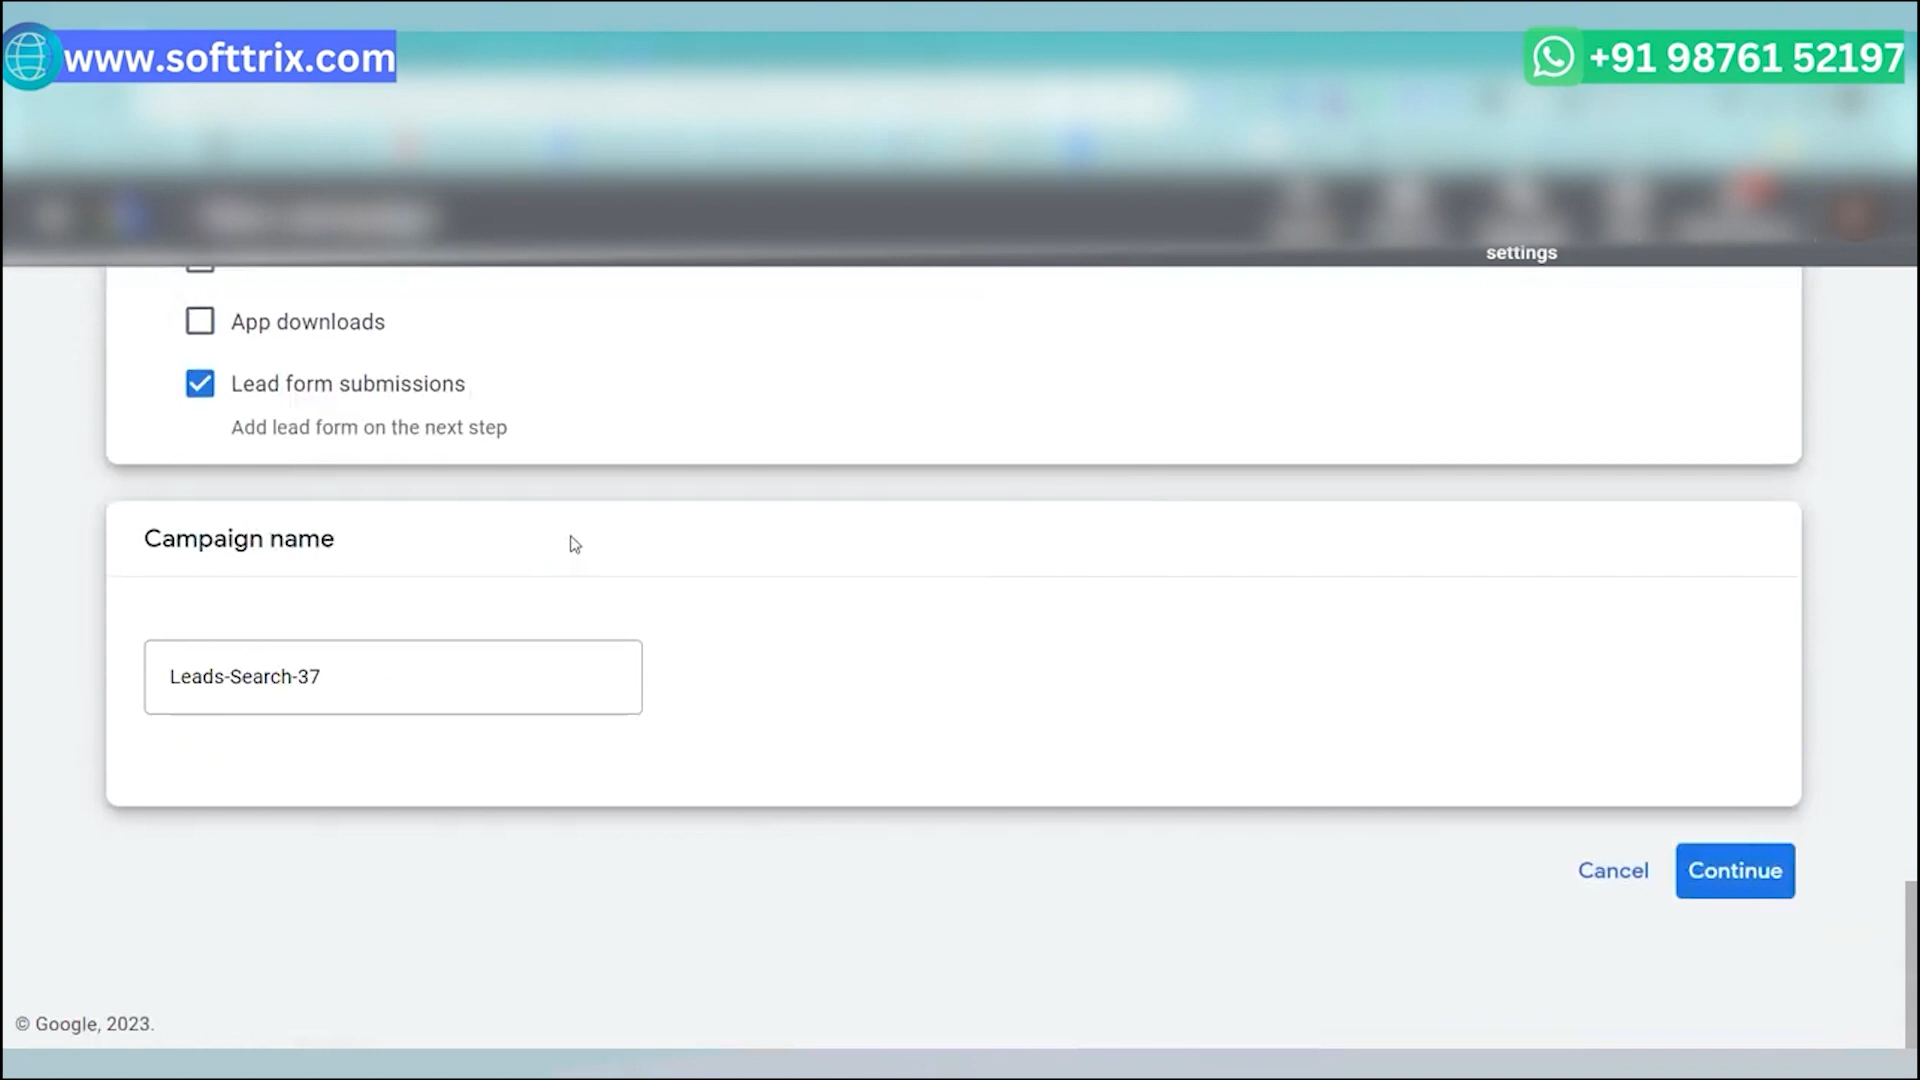 www.softtrix.com
+91 98761 52197
settings
App downloads
Lead form submissions
Add lead form on the next step
Campaign name
Leads-Search-37
Cancel
Continue
© Google, 2023.